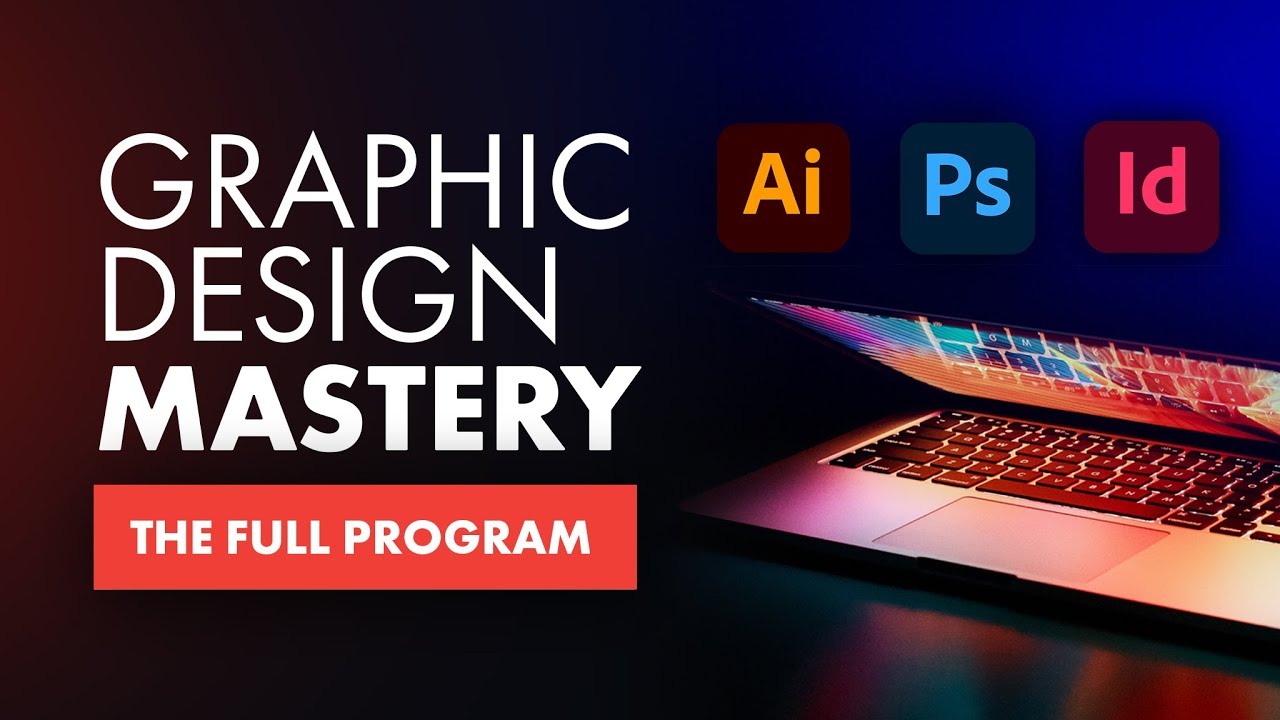 GRAPHIC
DESIGN
MASTERY
THE FULL PROGRAM
Ai Ps Id